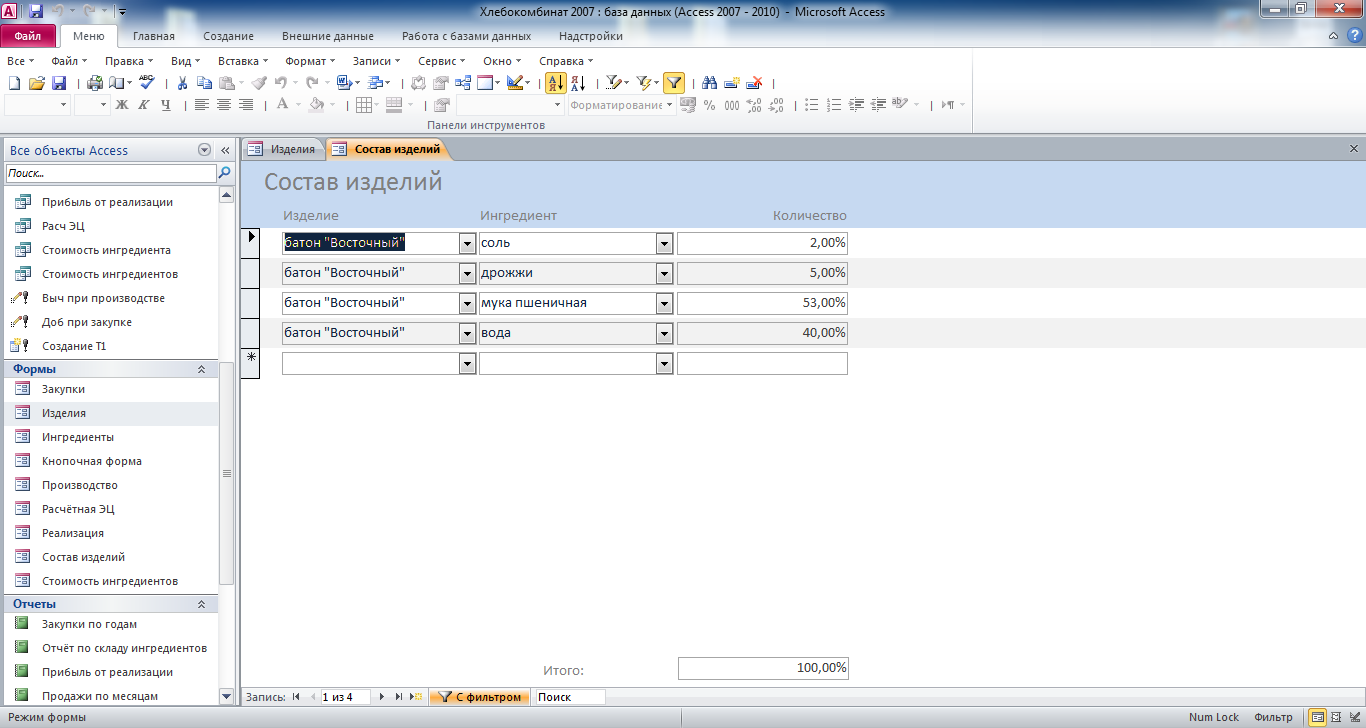 Хлебокомбинат 2007 : база данных (Access 2007 - 2010) - Microsoft Access
Файл Меню Главная Создание Внешние данные Работа с базами данных Надстройки
Все Файл Правка Вид Вставка Формат Записи Сервис Окно Справка
Ж К Ч А Форматирование % 000
Панели инструментов
Все объекты Access
Поиск...
Прибыль от реализации
Расч ЭЦ
Стоимость ингредиента
Стоимость ингредиентов
Выч при производстве
Доб при закупке
Создание Т1
Формы
Закупки
Изделия
Ингредиенты
Кнопочная форма
Производство
Расчётная ЭЦ
Реализация
Состав изделий
Стоимость ингредиентов
Отчеты
Закупки по годам
Отчёт по складу ингредиентов
Прибыль от реализации
Продажи по месяцам
Изделия Состав изделий
Состав изделий
Изделие Ингредиент Количество
батон "Восточный" соль 2,00%
батон "Восточный" дрожжи 5,00%
батон "Восточный" мука пшеничная 53,00%
батон "Восточный" вода 40,00%
Итого: 100,00%
Запись: 1 из 4 С фильтром Поиск
Режим формы Num Lock Фильтр